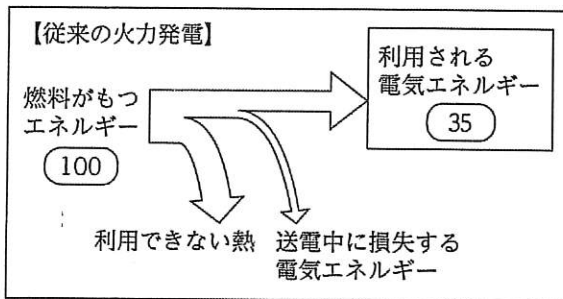 【従来の火力発電】
燃料がもつ
エネルギー
100
利用される
電気エネルギー
35
利用できない熱
送電中に損失する
電気エネルギー